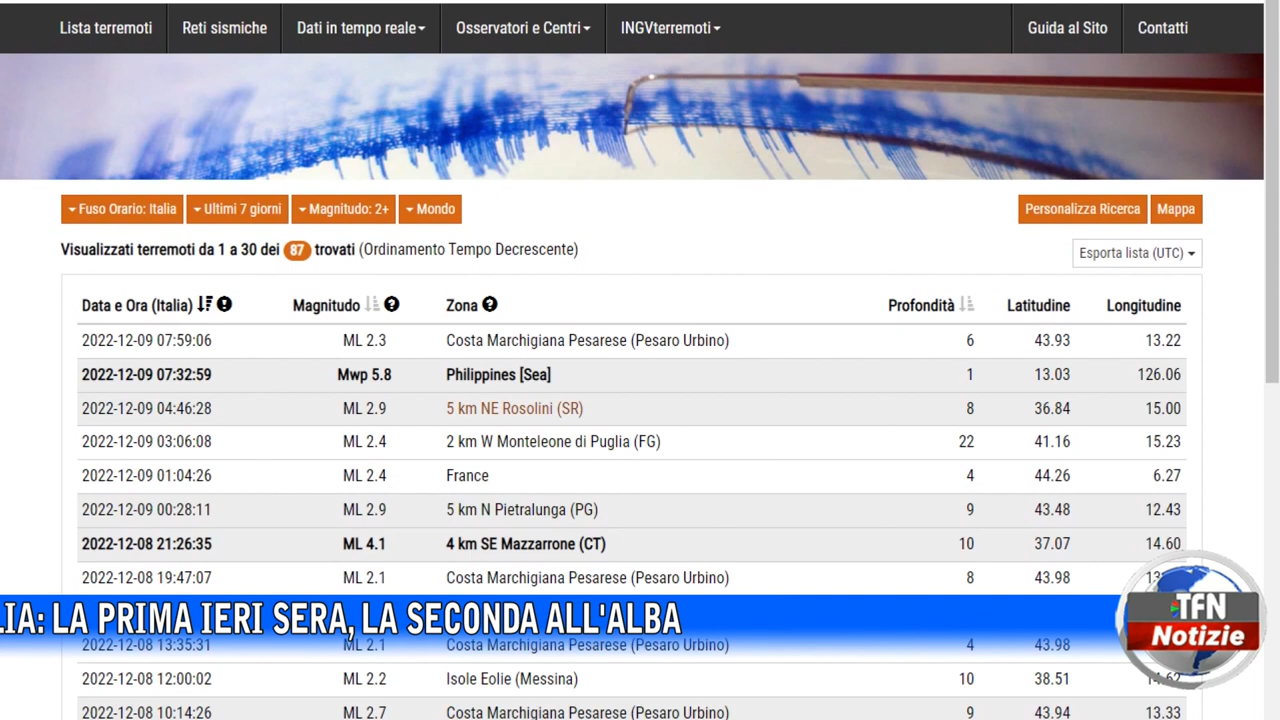 Lista terremoti Reti sismiche Dati in tempo reale Osservatori e Centri INGVterremoti Guida al Sito Contatti
Fuso Orario: Italia Ultimi 7 giorni Magnitudo: 2+ Mondo Personalizza Ricerca Mappa
Visualizzati terremoti da 1 a 30 dei 87 trovati (Ordinamento Tempo Decrescente) Esporta lista (UTC)
Data e Ora (Italia) Magnitudo Zona Profondità Latitudine Longitudine
2022-12-09 07:59:06 ML 2.3 Costa Marchigiana Pesarese (Pesaro Urbino) 6 43.93 13.22
2022-12-09 07:32:59 Mwp 5.8 Philippines [Sea] 1 13.03 126.06
2022-12-09 04:46:28 ML 2.9 5 km NE Rosolini (SR) 8 36.84 15.00
2022-12-09 03:06:08 ML 2.4 2 km W Monteleone di Puglia (FG) 22 41.16 15.23
2022-12-09 01:04:26 ML 2.4 France 4 44.26 6.27
2022-12-09 00:28:11 ML 2.9 5 km N Pietralunga (PG) 9 43.48 12.43
2022-12-08 21:26:35 ML 4.1 4 km SE Mazzarrone (CT) 10 37.07 14.60
2022-12-08 19:47:07 ML 2.1 Costa Marchigiana Pesarese (Pesaro Urbino) 8 43.98
LIA: LA PRIMA IERI SERA, LA SECONDA ALL'ALBA
TFN
Notizie
2022-12-08 13:35:31 ML 2.1 Costa Marchigiana Pesarese (Pesaro Urbino) 4 43.98
2022-12-08 12:00:02 ML 2.2 Isole Eolie (Messina) 10 38.51 14.62
2022-12-08 10:14:26 ML 2.7 Costa Marchigiana Pesarese (Pesaro Urbino) 9 43.94 13.33